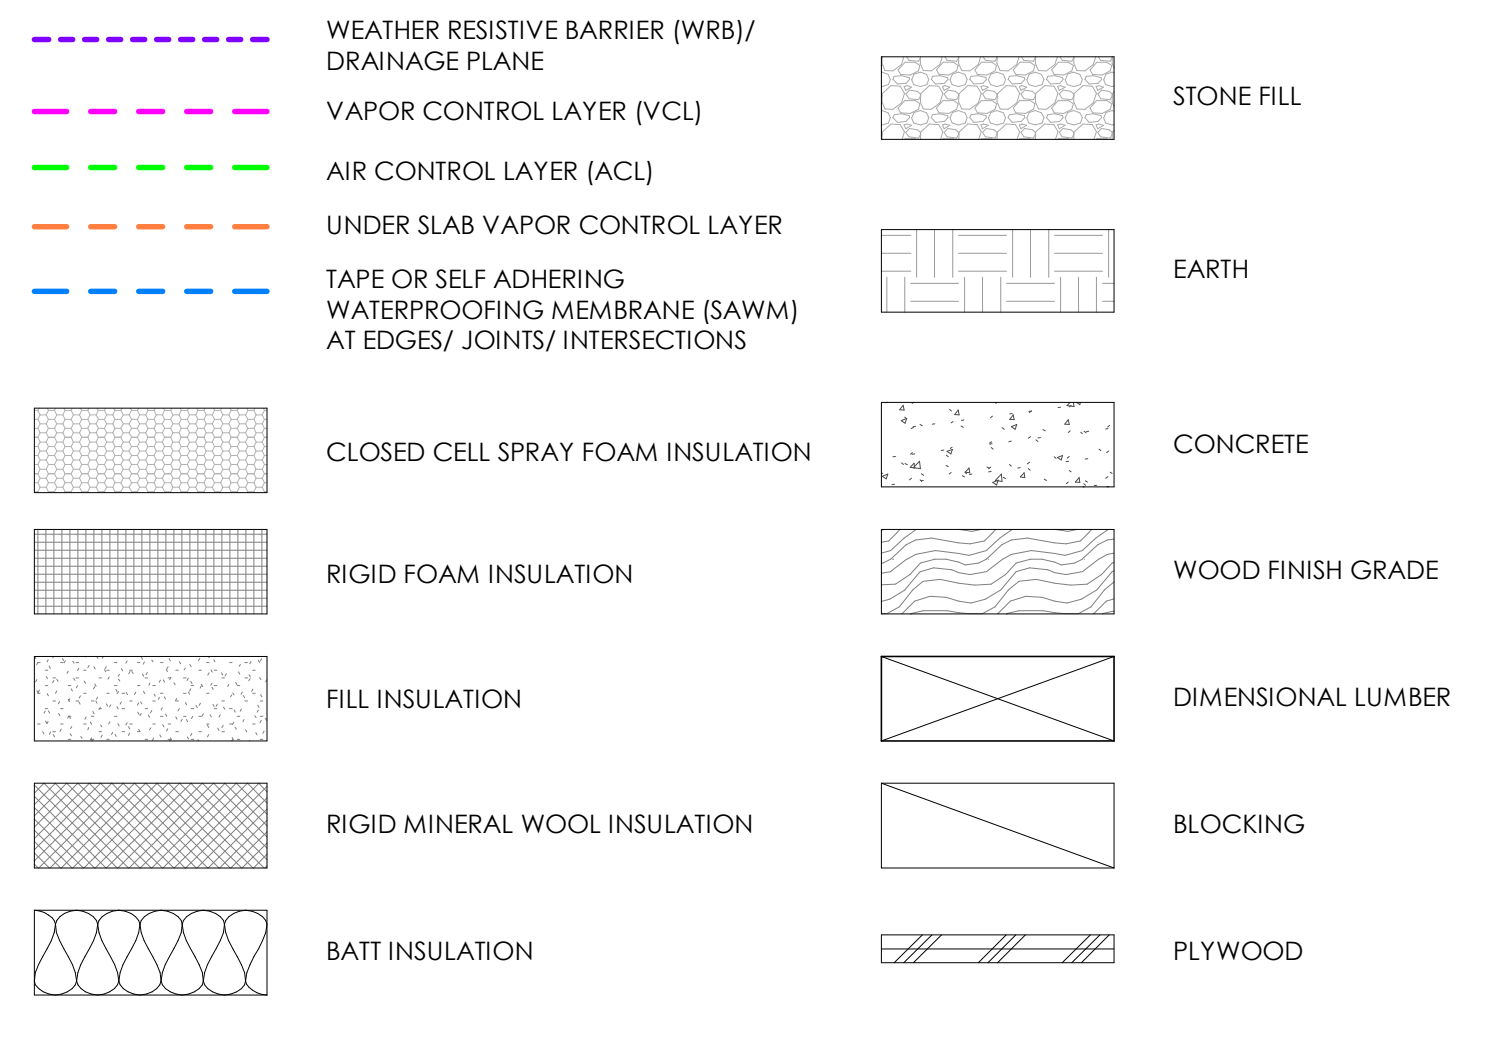 WEATHER RESISTIVE BARRIER (WRB)/
DRAINAGE PLANE
VAPOR CONTROL LAYER (VCL)
AIR CONTROL LAYER (ACL)
UNDER SLAB VAPOR CONTROL LAYER
TAPE OR SELF ADHERING
WATERPROOFING MEMBRANE (SAWM)
AT EDGES/ JOINTS/ INTERSECTIONS
CLOSED CELL SPRAY FOAM INSULATION
RIGID FOAM INSULATION
FILL INSULATION
RIGID MINERAL WOOL INSULATION
BATT INSULATION
STONE FILL
EARTH
CONCRETE
WOOD FINISH GRADE
DIMENSIONAL LUMBER
BLOCKING
PLYWOOD